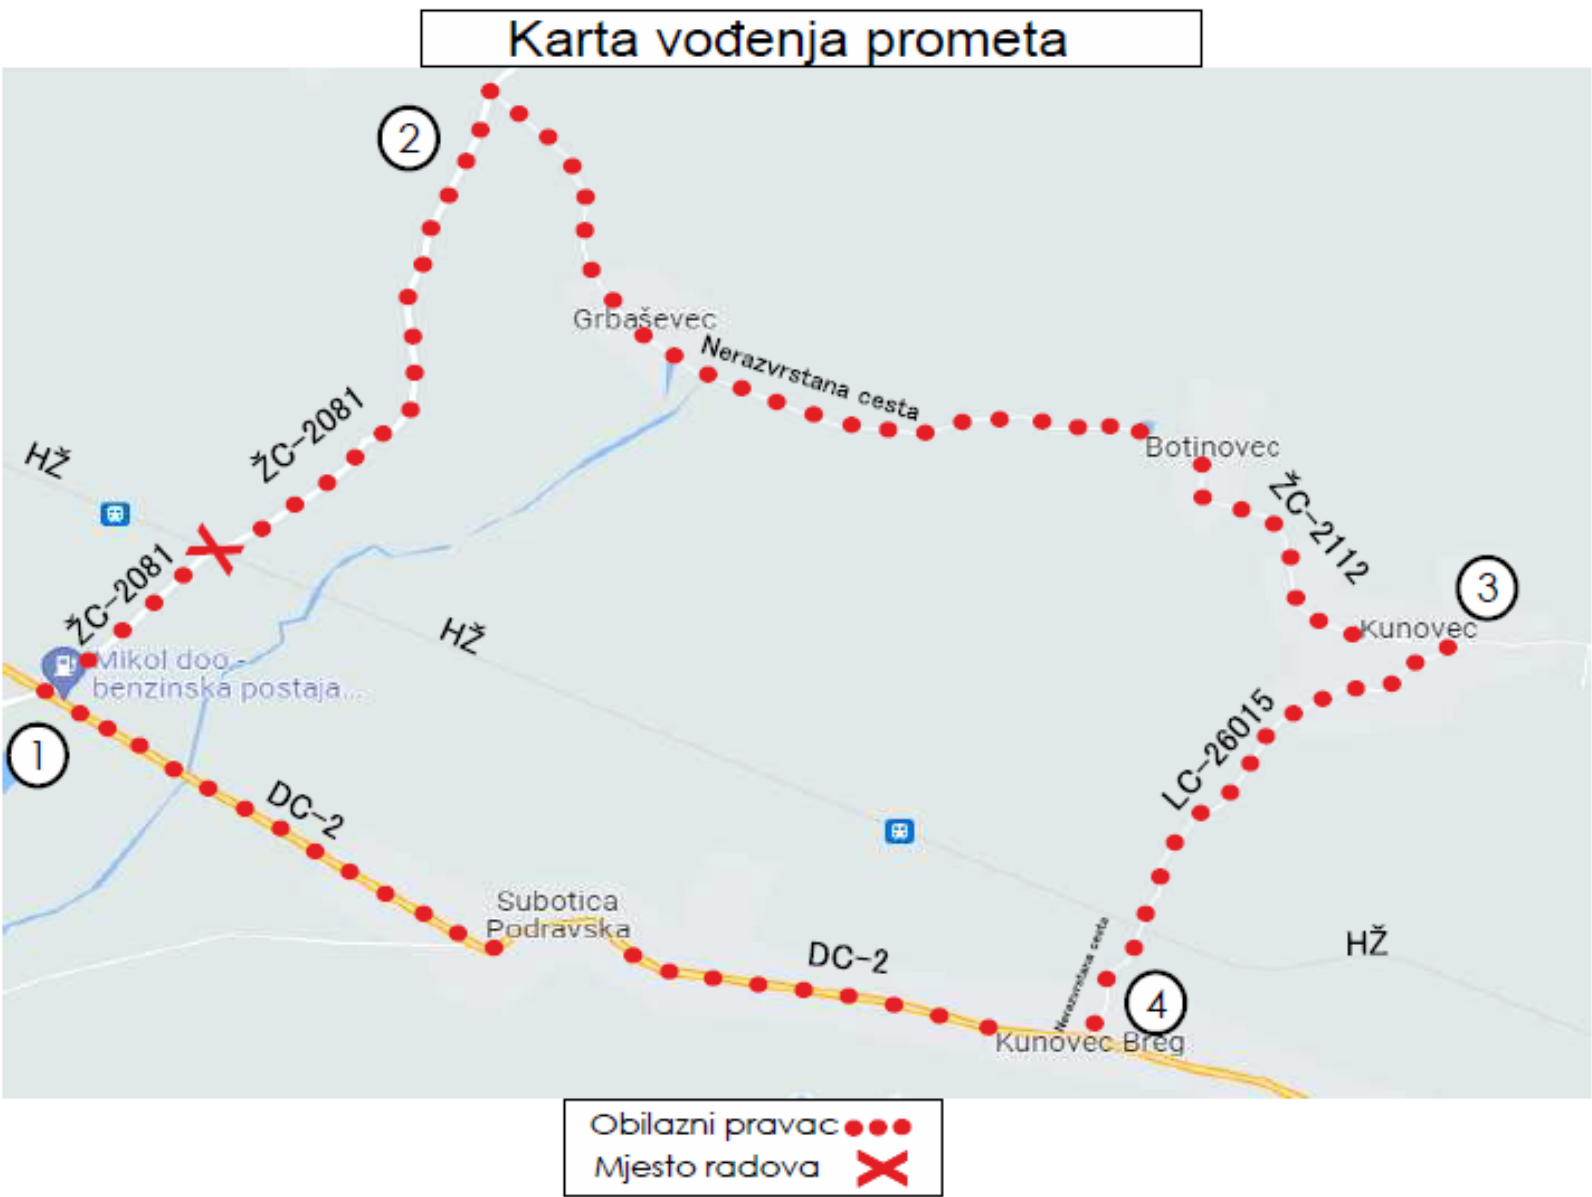 Karta vođenja prometa
2
Grbaševec
Nerazvrstana cesta
ŽC-2081
HŽ
Botinovec
ŽC-2112
ŽC-2081
3
Kunovec
HŽ
Mikol doo -
benzinska postaja...
1
LC-26015
DC-2
Subotica
Podravska
DC-2
Nerazvrstana cesta
HŽ
4
Kunovec Breg
Obilazni pravac
Mjesto radova